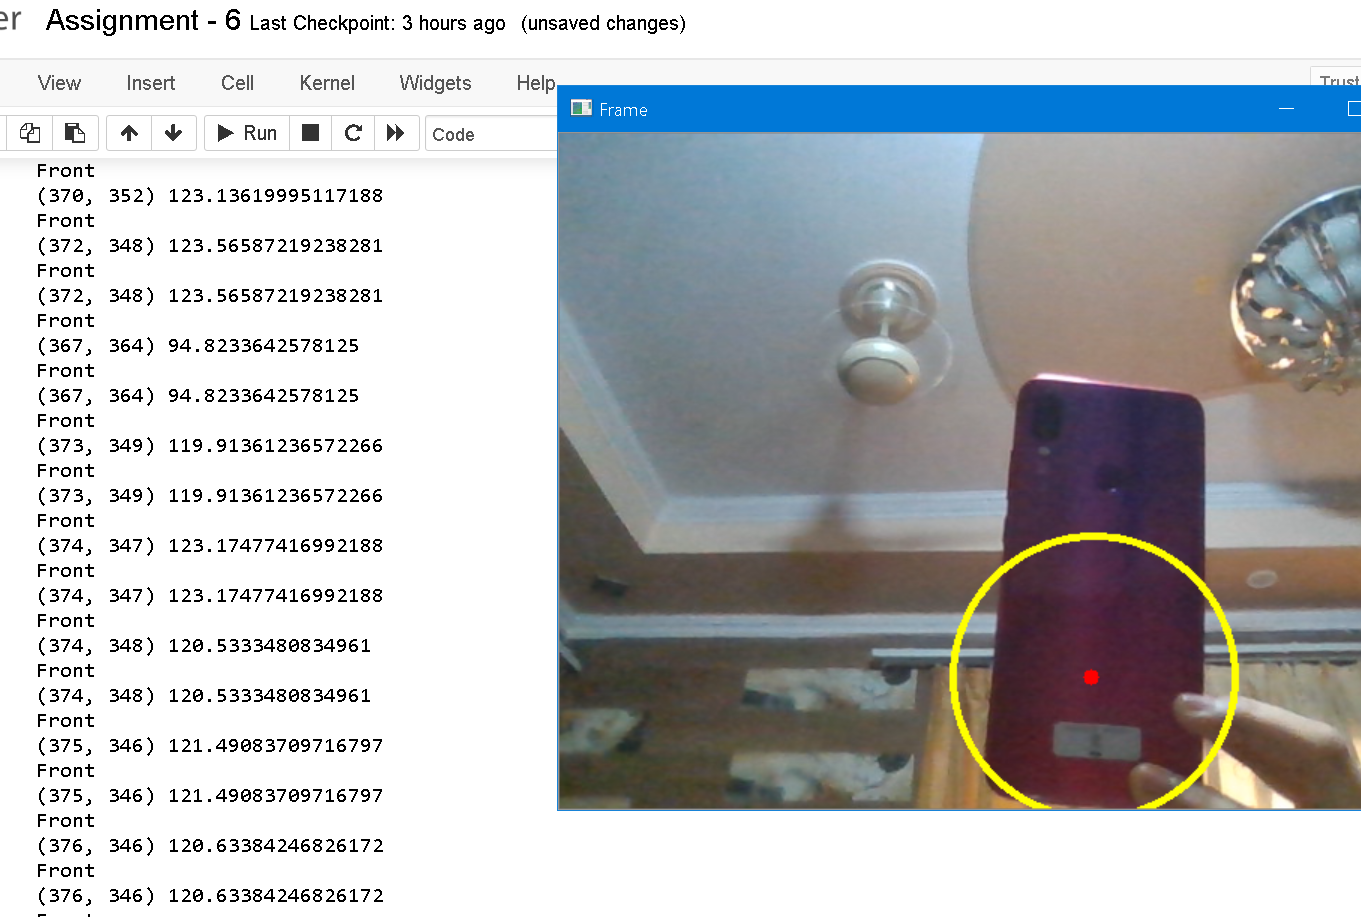 er Assignment - 6 Last Checkpoint: 3 hours ago (unsaved changes)
View Insert Cell Kernel Widgets Help
Trust
Run Code
Frame
Front
(370, 352) 123.13619995117188
Front
(372, 348) 123.56587219238281
Front
(372, 348) 123.56587219238281
Front
(367, 364) 94.8233642578125
Front
(367, 364) 94.8233642578125
Front
(373, 349) 119.91361236572266
Front
(373, 349) 119.91361236572266
Front
(374, 347) 123.17477416992188
Front
(374, 347) 123.17477416992188
Front
(374, 348) 120.5333480834961
Front
(374, 348) 120.5333480834961
Front
(375, 346) 121.49083709716797
Front
(375, 346) 121.49083709716797
Front
(376, 346) 120.63384246826172
Front
(376, 346) 120.63384246826172